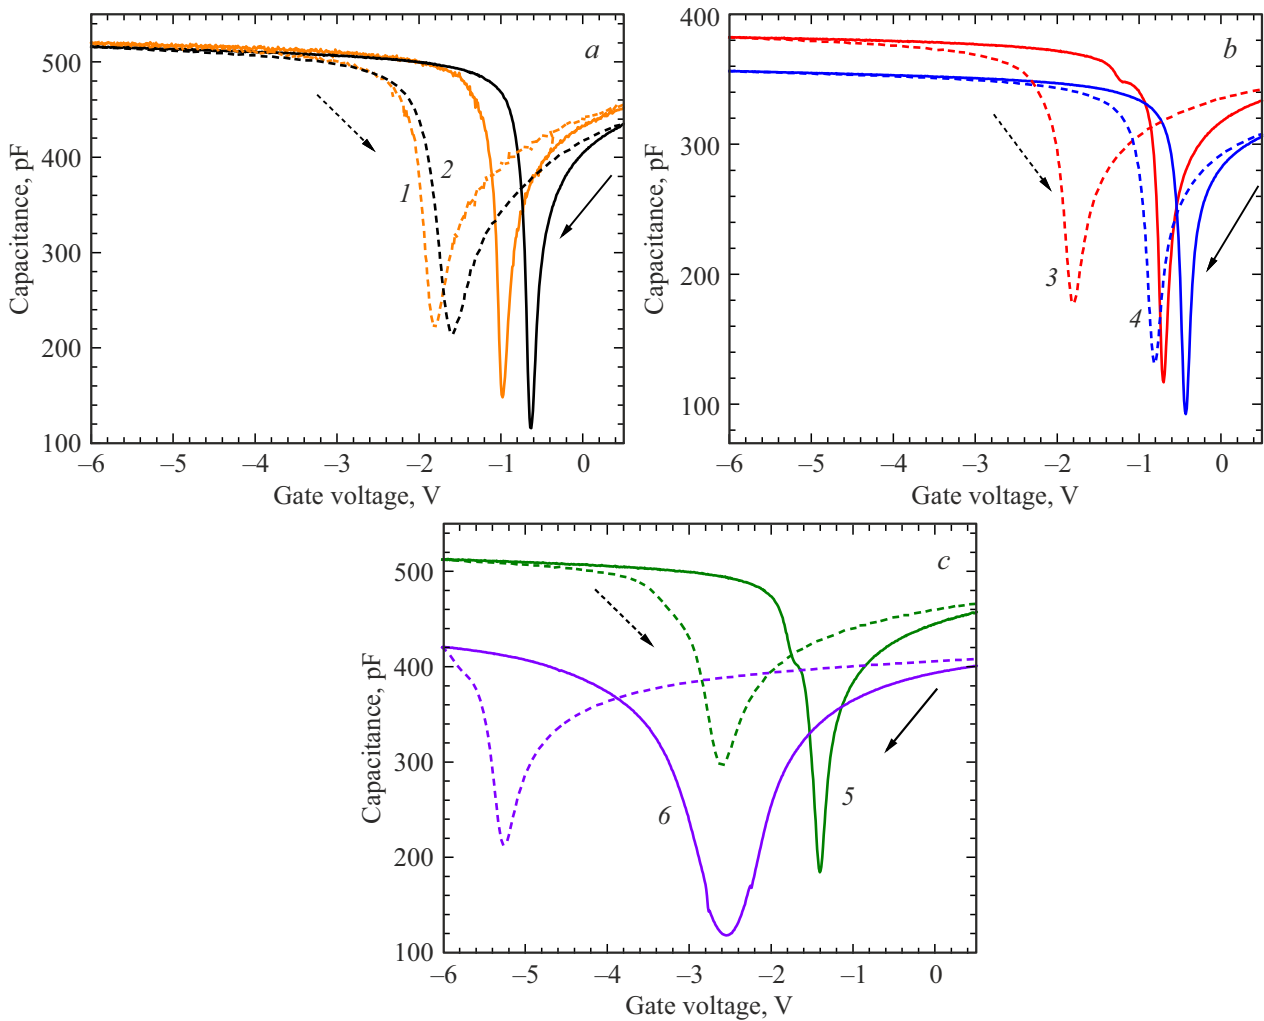 a
500
400
300
500
200
100
Capacitance, pF
1
2
–6 –5 –4 –3 –2 –1 0
Gate voltage, V
b
400
300
200
100
Capacitance, pF
3
4
–6 –5 –4 –3 –2 –1 0
Gate voltage, V
c
500
400
300
200
100
Capacitance, pF
5
6
–6 –5 –4 –3 –2 –1 0
Gate voltage, V